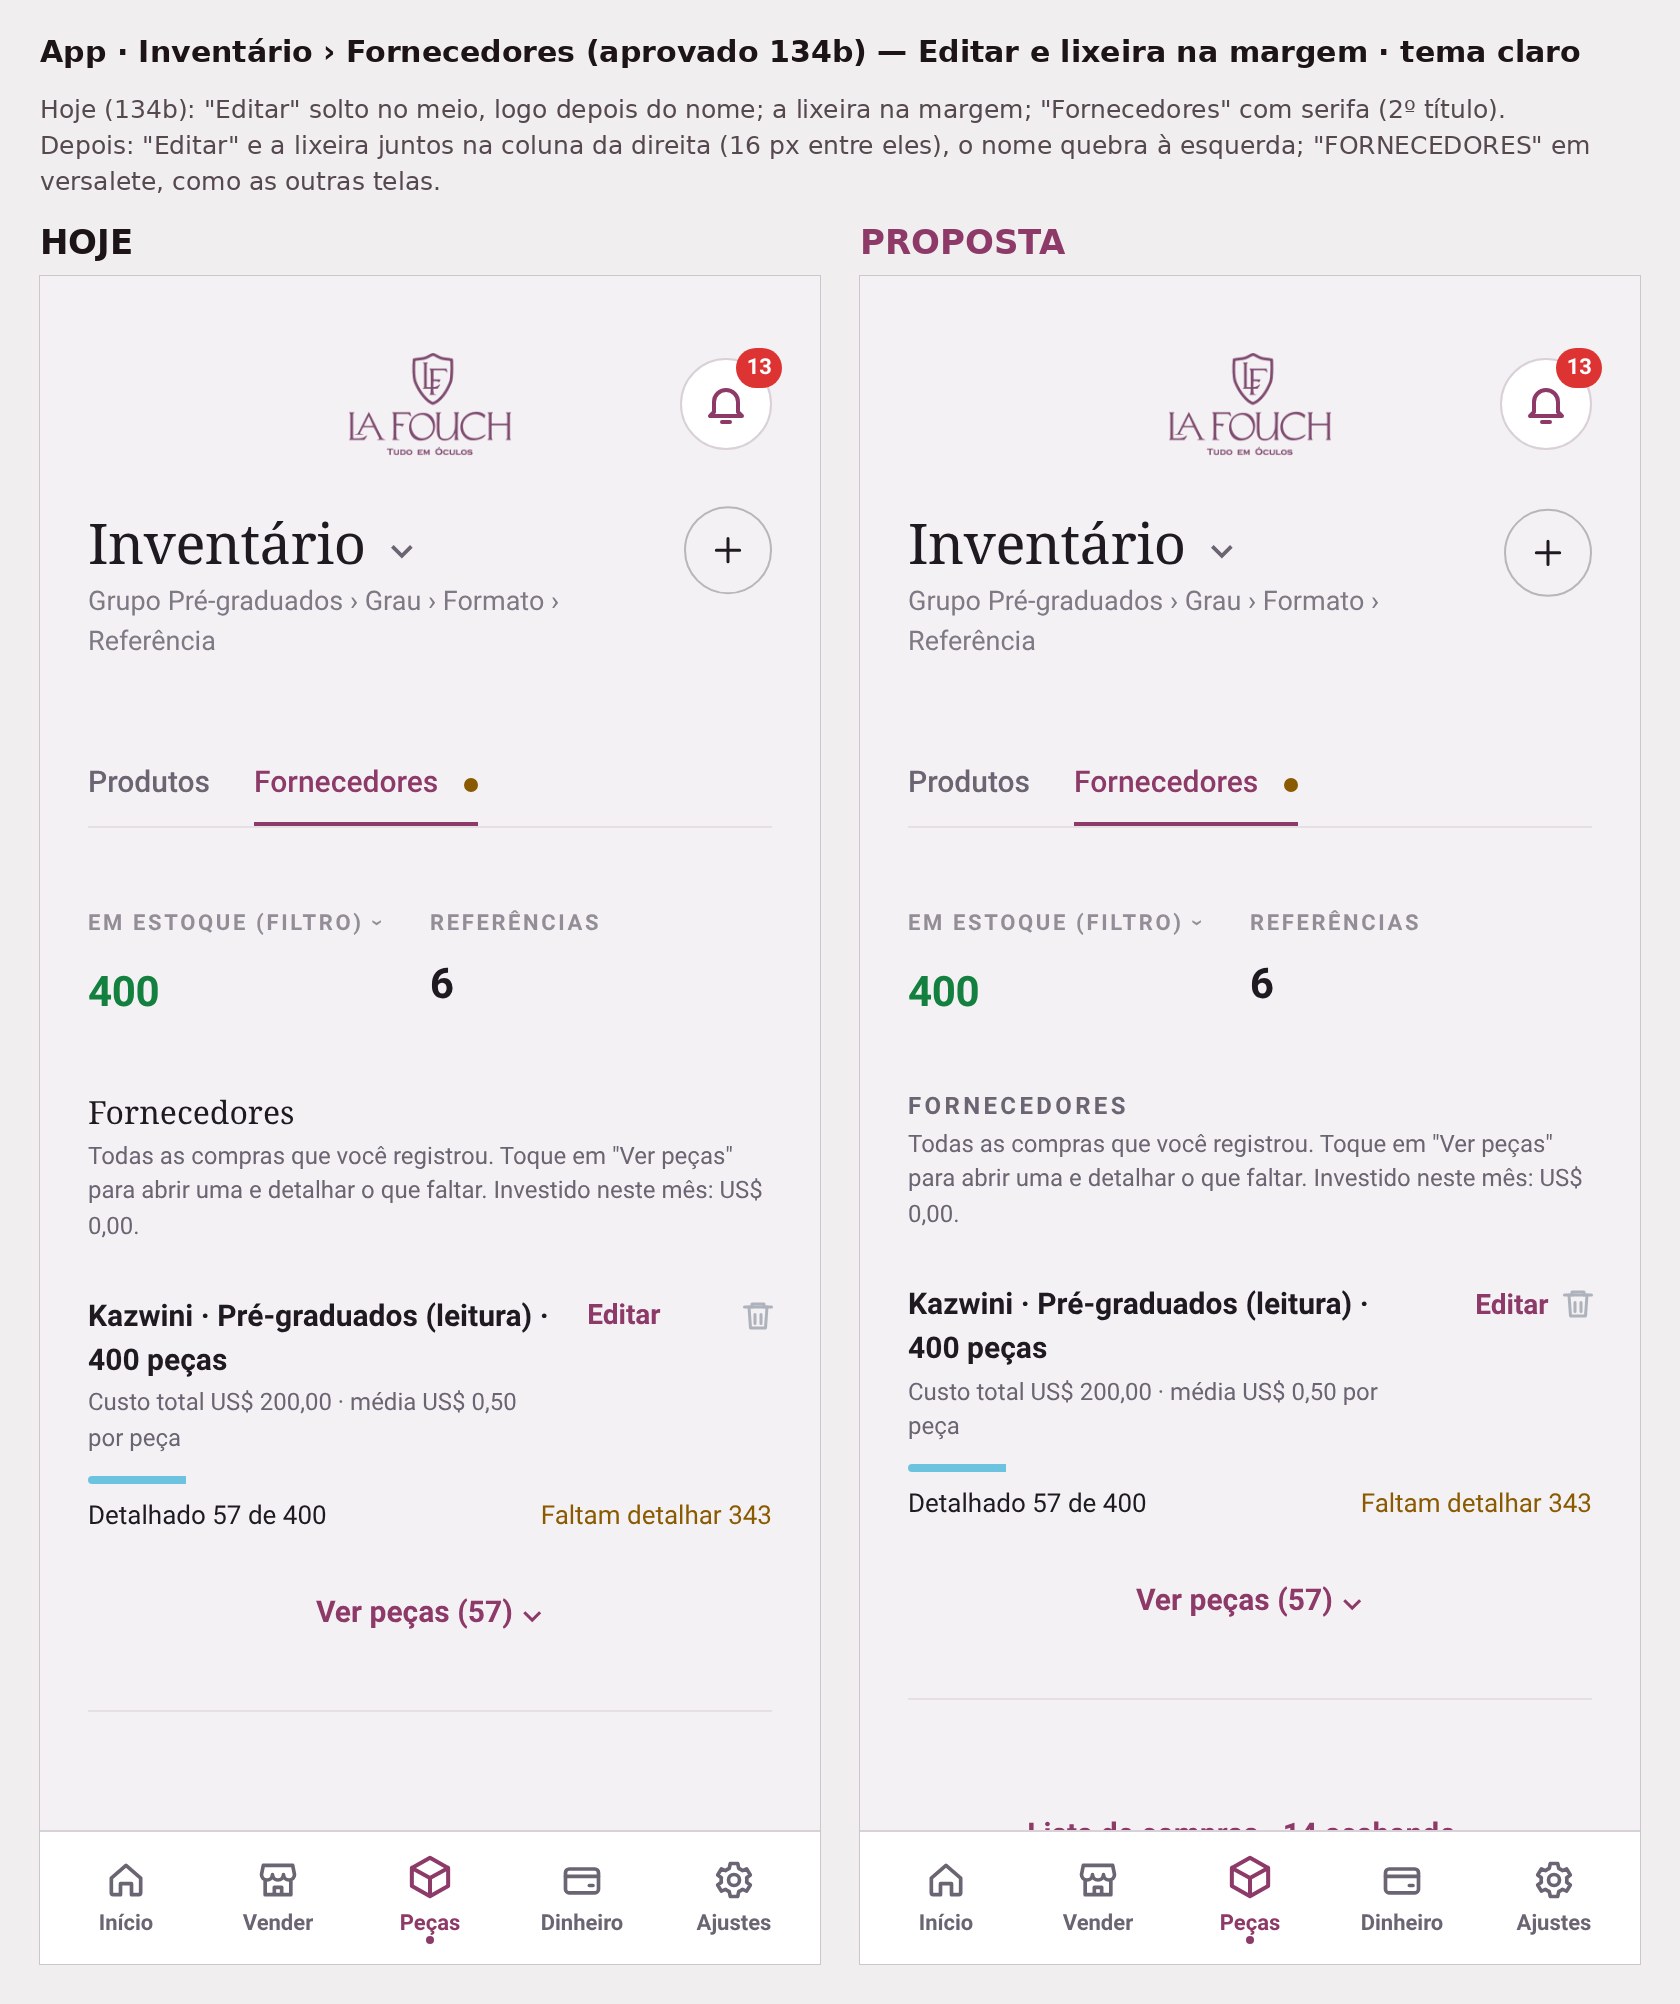 App · Inventário › Fornecedores (aprovado 134b) — Editar e lixeira na margem · tema claro
Hoje (134b): "Editar" solto no meio, logo depois do nome; a lixeira na margem; "Fornecedores" com serifa (2º título).
Depois: "Editar" e a lixeira juntos na coluna da direita (16 px entre eles), o nome quebra à esquerda; "FORNECEDORES" em
versalete, como as outras telas.
HOJE
LF
LA FOUCH
TUDO EM ÓCULOS
13
Inventário
Grupo Pré-graduados › Grau › Formato ›
Referência
Produtos
Fornecedores
EM ESTOQUE (FILTRO)
REFERÊNCIAS
400
6
Fornecedores
Todas as compras que você registrou. Toque em "Ver peças"
para abrir uma e detalhar o que faltar. Investido neste mês: US$
0,00.
Kazwini · Pré-graduados (leitura) ·
Editar
400 peças
Custo total US$ 200,00 · média US$ 0,50
por peça
Detalhado 57 de 400
Faltam detalhar 343
Ver peças (57)
Início
Vender
Peças
Dinheiro
Ajustes
PROPOSTA
LF
LA FOUCH
TUDO EM ÓCULOS
13
Inventário
Grupo Pré-graduados › Grau › Formato ›
Referência
Produtos
Fornecedores
EM ESTOQUE (FILTRO)
REFERÊNCIAS
400
6
FORNECEDORES
Todas as compras que você registrou. Toque em "Ver peças"
para abrir uma e detalhar o que faltar. Investido neste mês: US$
0,00.
Kazwini · Pré-graduados (leitura) ·
Editar
400 peças
Custo total US$ 200,00 · média US$ 0,50 por
peça
Detalhado 57 de 400
Faltam detalhar 343
Ver peças (57)
Início
Vender
Peças
Dinheiro
Ajustes